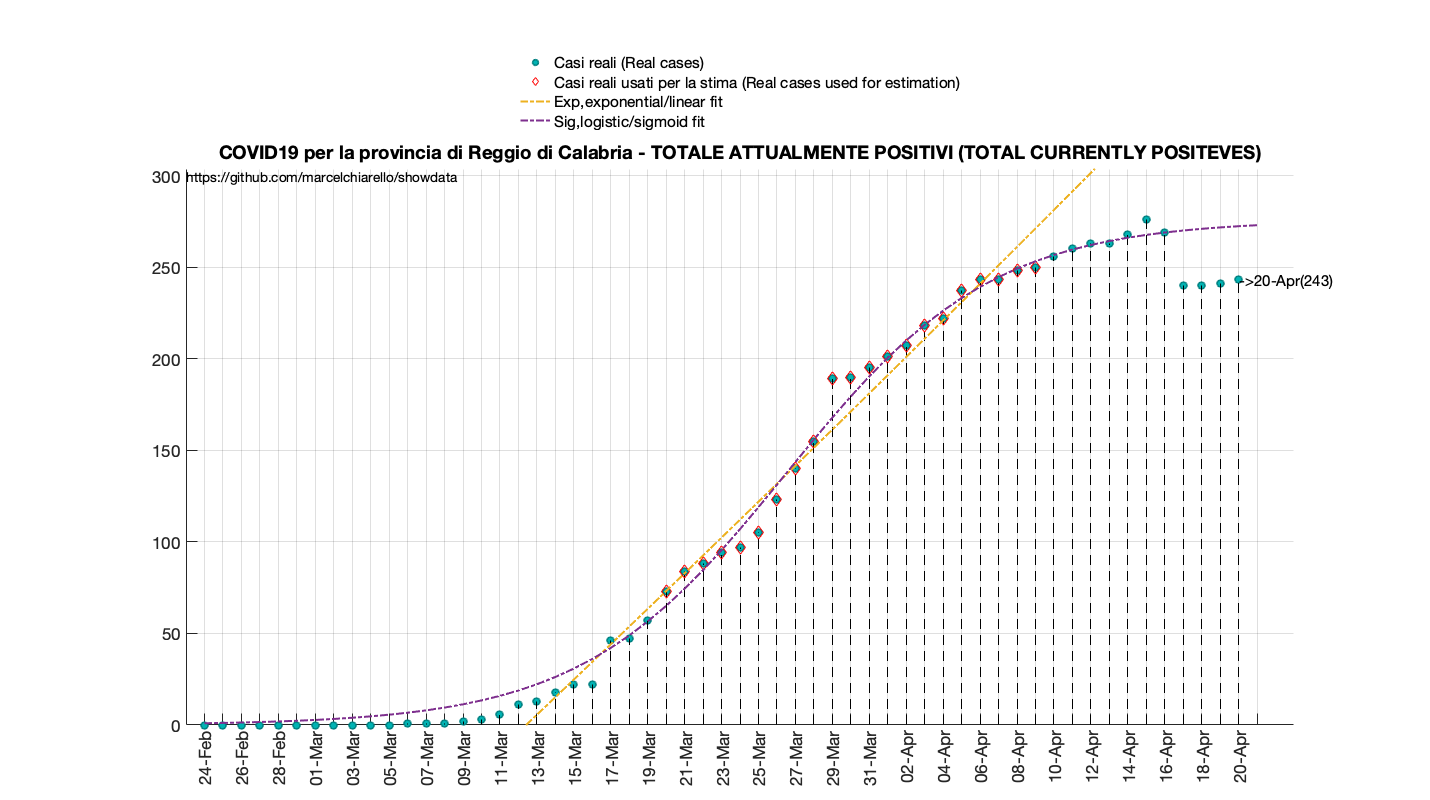 Casi reali (Real cases)
Casi reali usati per la stima (Real cases used for estimation)
Exp,exponential/linear fit
Sig,logistic/sigmoid fit
COVID19 per la provincia di Reggio di Calabria - TOTALE ATTUALMENTE POSITIVI (TOTAL CURRENTLY POSITEVES)
https://github.com/marcelchiarello/showdata
300
250
200
150
100
50
0
->20-Apr(243)
24-Feb
26-Feb
28-Feb
01-Mar
03-Mar
05-Mar
07-Mar
09-Mar
11-Mar
13-Mar
15-Mar
17-Mar
19-Mar
21-Mar
23-Mar
25-Mar
27-Mar
29-Mar
31-Mar
02-Apr
04-Apr
06-Apr
08-Apr
10-Apr
12-Apr
14-Apr
16-Apr
18-Apr
20-Apr